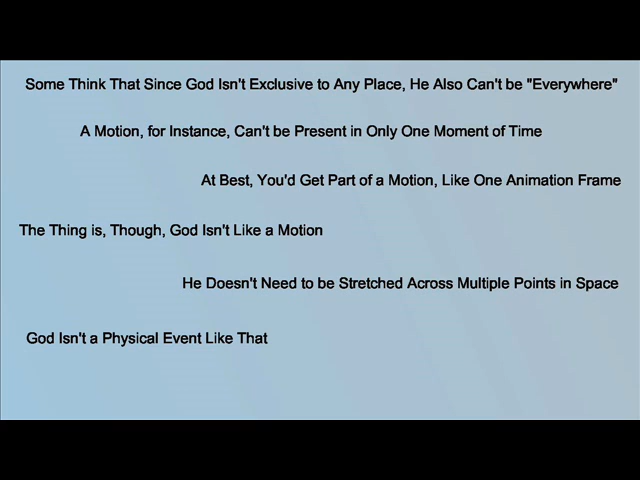 Some Think That Since God Isn't Exclusive to Any Place, He Also Can't be "Everywhere"
A Motion, for Instance, Can't be Present in Only One Moment of Time
At Best, You'd Get Part of a Motion, Like One Animation Frame
The Thing is, Though, God Isn't Like a Motion
He Doesn't Need to be Stretched Across Multiple Points in Space
God Isn't a Physical Event Like That